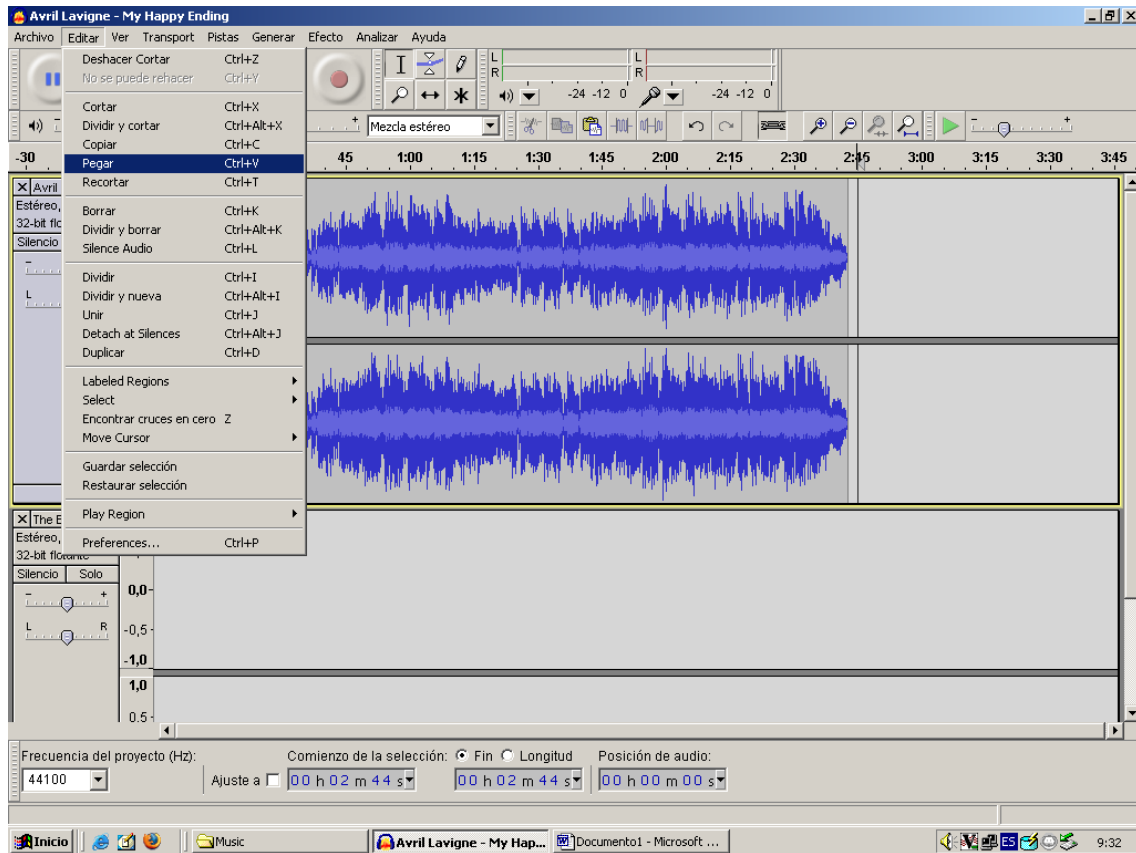 Avril Lavigne - My Happy Ending
Archivo Editar Ver Transport Pistas Generar Efecto Analizar Ayuda
Deshacer Cortar Ctrl+Z
No se puede rehacer Ctrl+Y
Cortar Ctrl+X
Dividir y cortar Ctrl+Alt+X
Copiar Ctrl+C
Pegar Ctrl+V
Recortar Ctrl+T
Borrar Ctrl+K
Dividir y borrar Ctrl+Alt+K
Silence Audio Ctrl+L
Dividir Ctrl+I
Dividir y nueva Ctrl+Alt+I
Unir Ctrl+J
Detach at Silences Ctrl+Alt+J
Duplicar Ctrl+D
Labeled Regions
Select
Encontrar cruces en cero Z
Move Cursor
Guardar selección
Restaurar selección
Play Region
Preferences... Ctrl+P
L L
R R
-24 -12 0 -24 -12 0
Mezcla estéreo
-30 45 1:00 1:15 1:30 1:45 2:00 2:15 2:30 2:45 3:00 3:15 3:30 3:45
Avril
Estéreo,
32-bit flo
Silencio
- 
L
The E
Estéreo,
32-bit flotante
Silencio Solo
- +
L R
0,0
-0,5
-1,0
1,0
0.5
Frecuencia del proyecto (Hz): Comienzo de la selección: Fin Longitud Posición de audio:
44100 Ajuste a 00 h 02 m 44 s 00 h 02 m 44 s 00 h 00 m 00 s
Inicio Music Avril Lavigne - My Hap... Documento1 - Microsoft ... ES 9:32